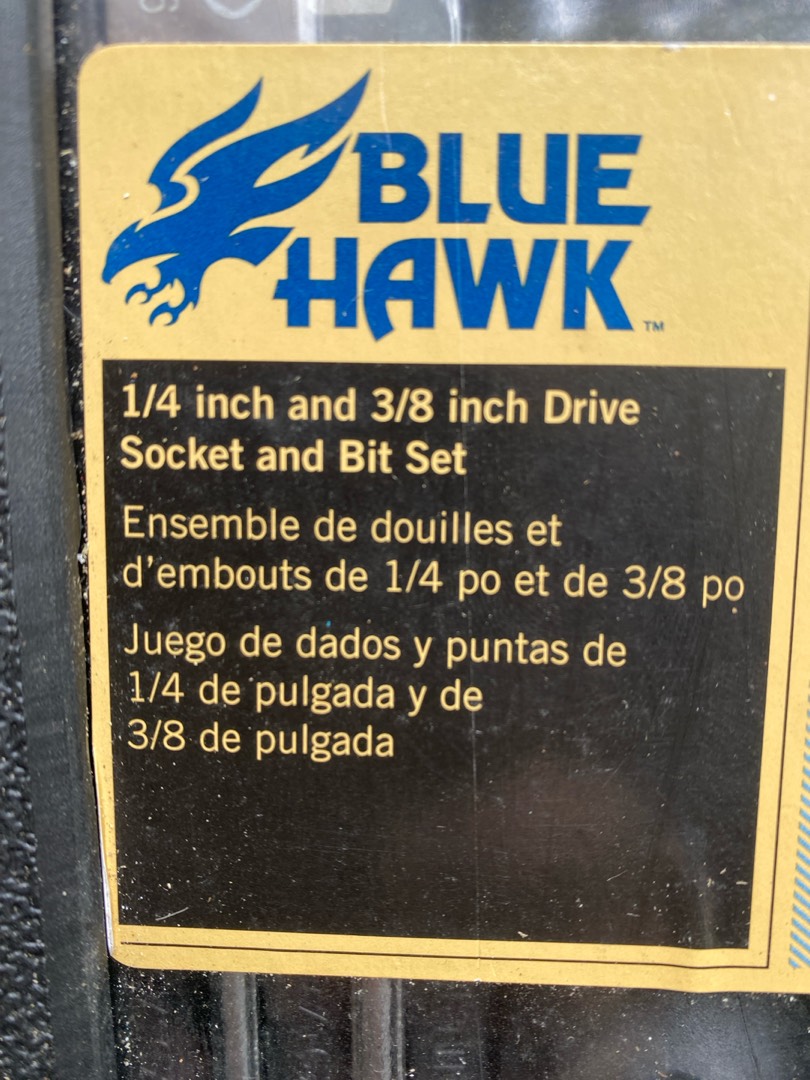 BLUE
HAWK™
1/4 inch and 3/8 inch Drive
Socket and Bit Set
Ensemble de douilles et
d’embouts de 1/4 po et de 3/8 po
Juego de dados y puntas de
1/4 de pulgada y de
3/8 de pulgada